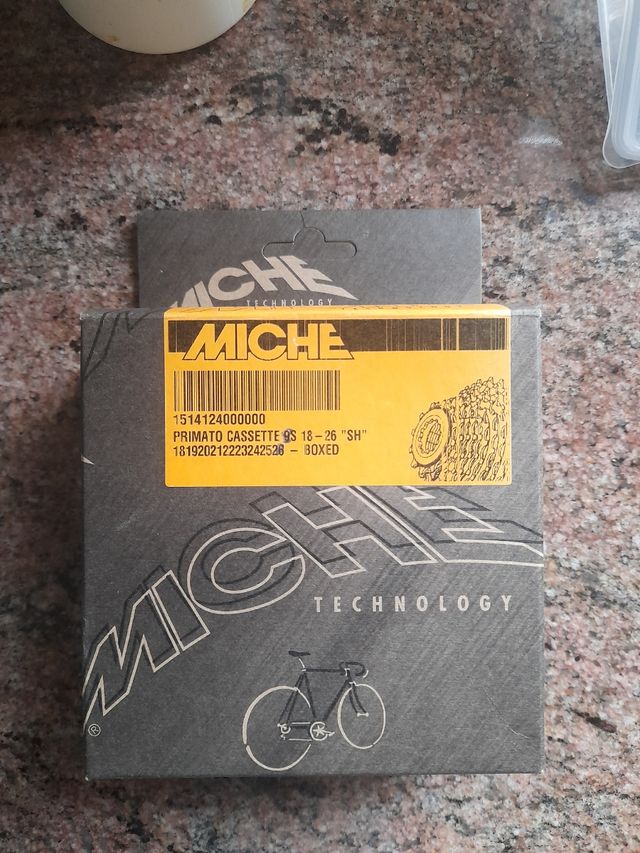 MICHE
TECHNOLOGY
MICHE
1514124000000
PRIMATO CASSETTE 9S 18-26 "SH"
181920212223242526 - BOXED
MICHE
TECHNOLOGY
®